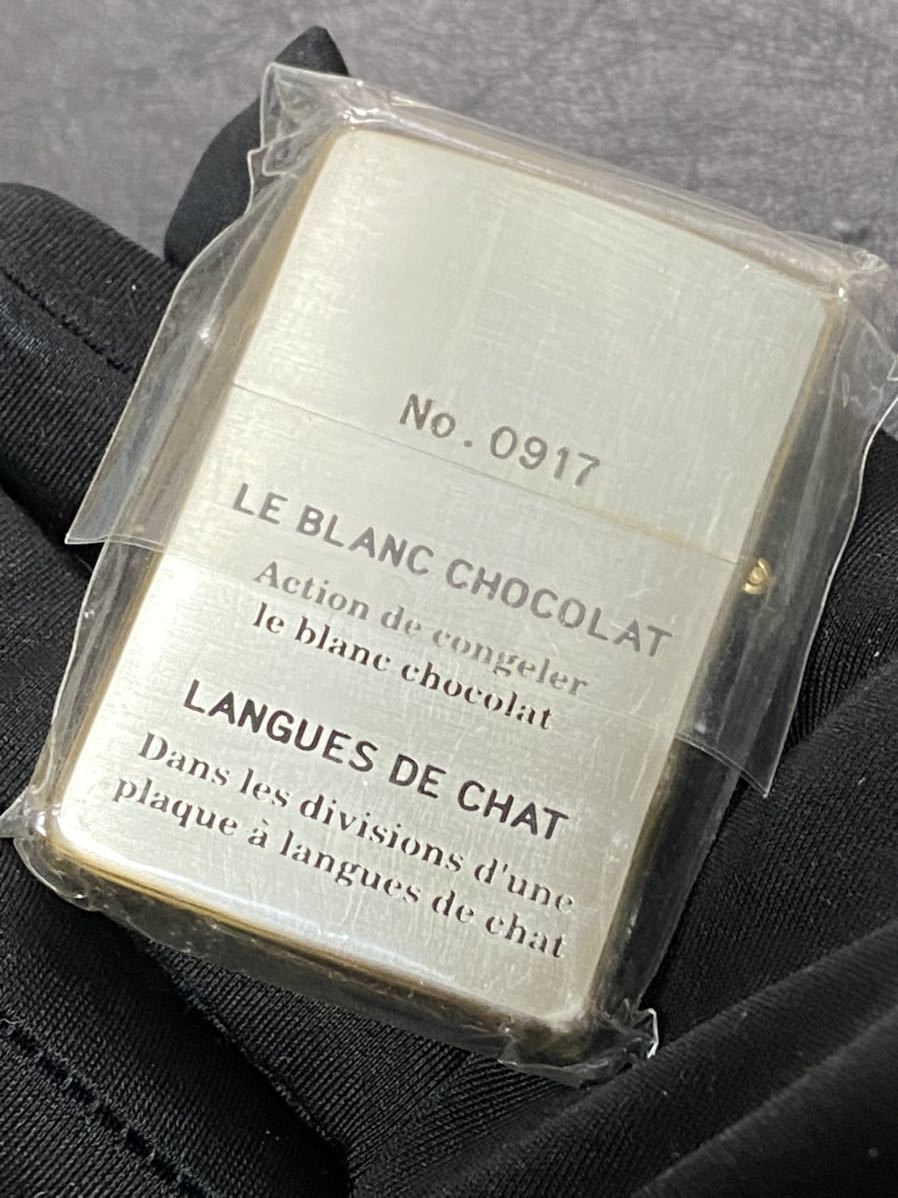 No. 0917
LE BLANC CHOCOLAT
Action de congeler
le blanc chocolat
LANGUES DE CHAT
Dans les divisions d'une
plaque à langues de chat